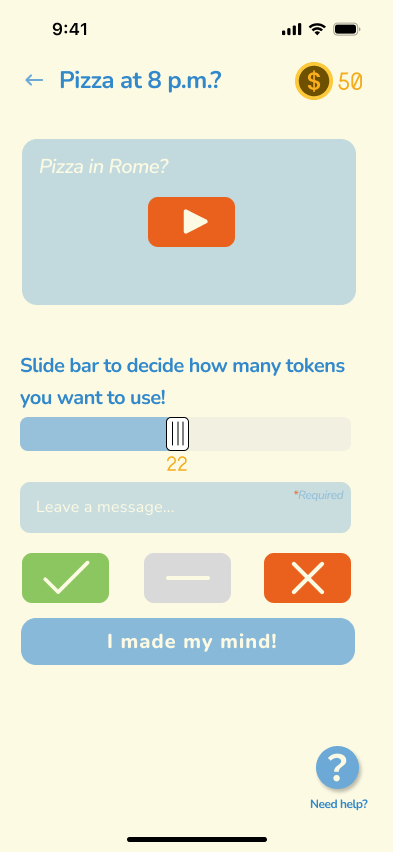 9:41
Pizza at 8 p.m.?
$ 50
Pizza in Rome?
Slide bar to decide how many tokens
you want to use!
22
*Required
Leave a message...
I made my mind!
?
Need help?